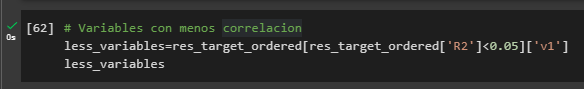 [62] # Variables con menos correlacion
0s less_variables=res_target_ordered[res_target_ordered['R2']<0.05]['v1']
less_variables